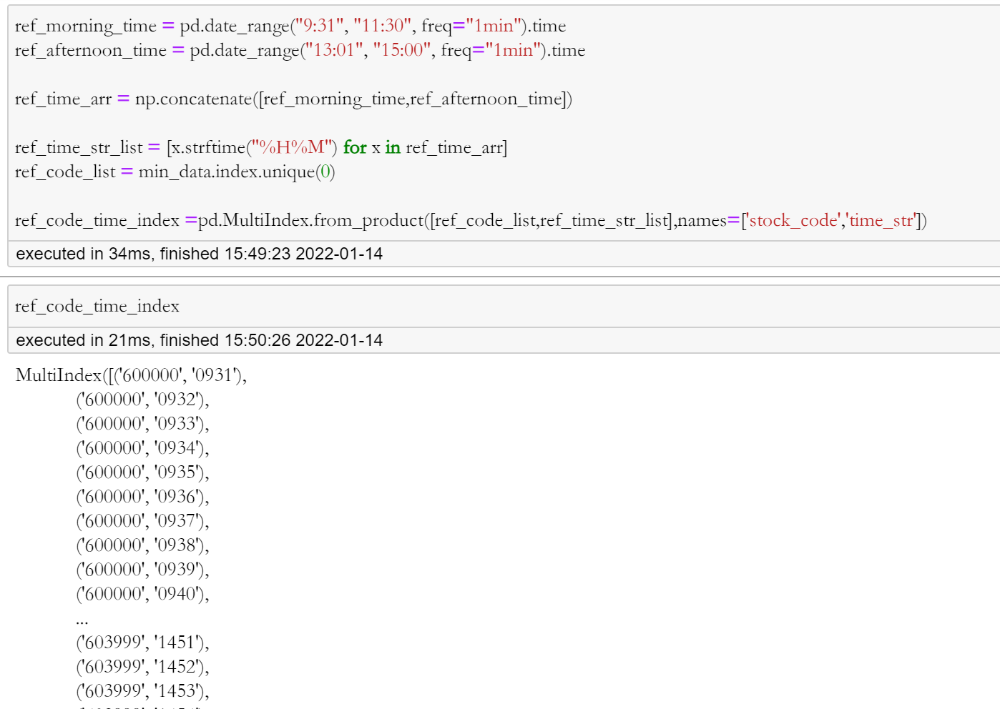 ref_morning_time = pd.date_range("9:31", "11:30", freq="1min").time
ref_afternoon_time = pd.date_range("13:01", "15:00", freq="1min").time
ref_time_arr = np.concatenate([ref_morning_time,ref_afternoon_time])
ref_time_str_list = [x.strftime("%H%M") for x in ref_time_arr]
ref_code_list = min_data.index.unique(0)
ref_code_time_index =pd.MultiIndex.from_product([ref_code_list,ref_time_str_list],names=['stock_code','time_str'])
executed in 34ms, finished 15:49:23 2022-01-14
ref_code_time_index
executed in 21ms, finished 15:50:26 2022-01-14
MultiIndex([('600000', '0931'),
('600000', '0932'),
('600000', '0933'),
('600000', '0934'),
('600000', '0935'),
('600000', '0936'),
('600000', '0937'),
('600000', '0938'),
('600000', '0939'),
('600000', '0940'),
...
('603999', '1451'),
('603999', '1452'),
('603999', '1453'),